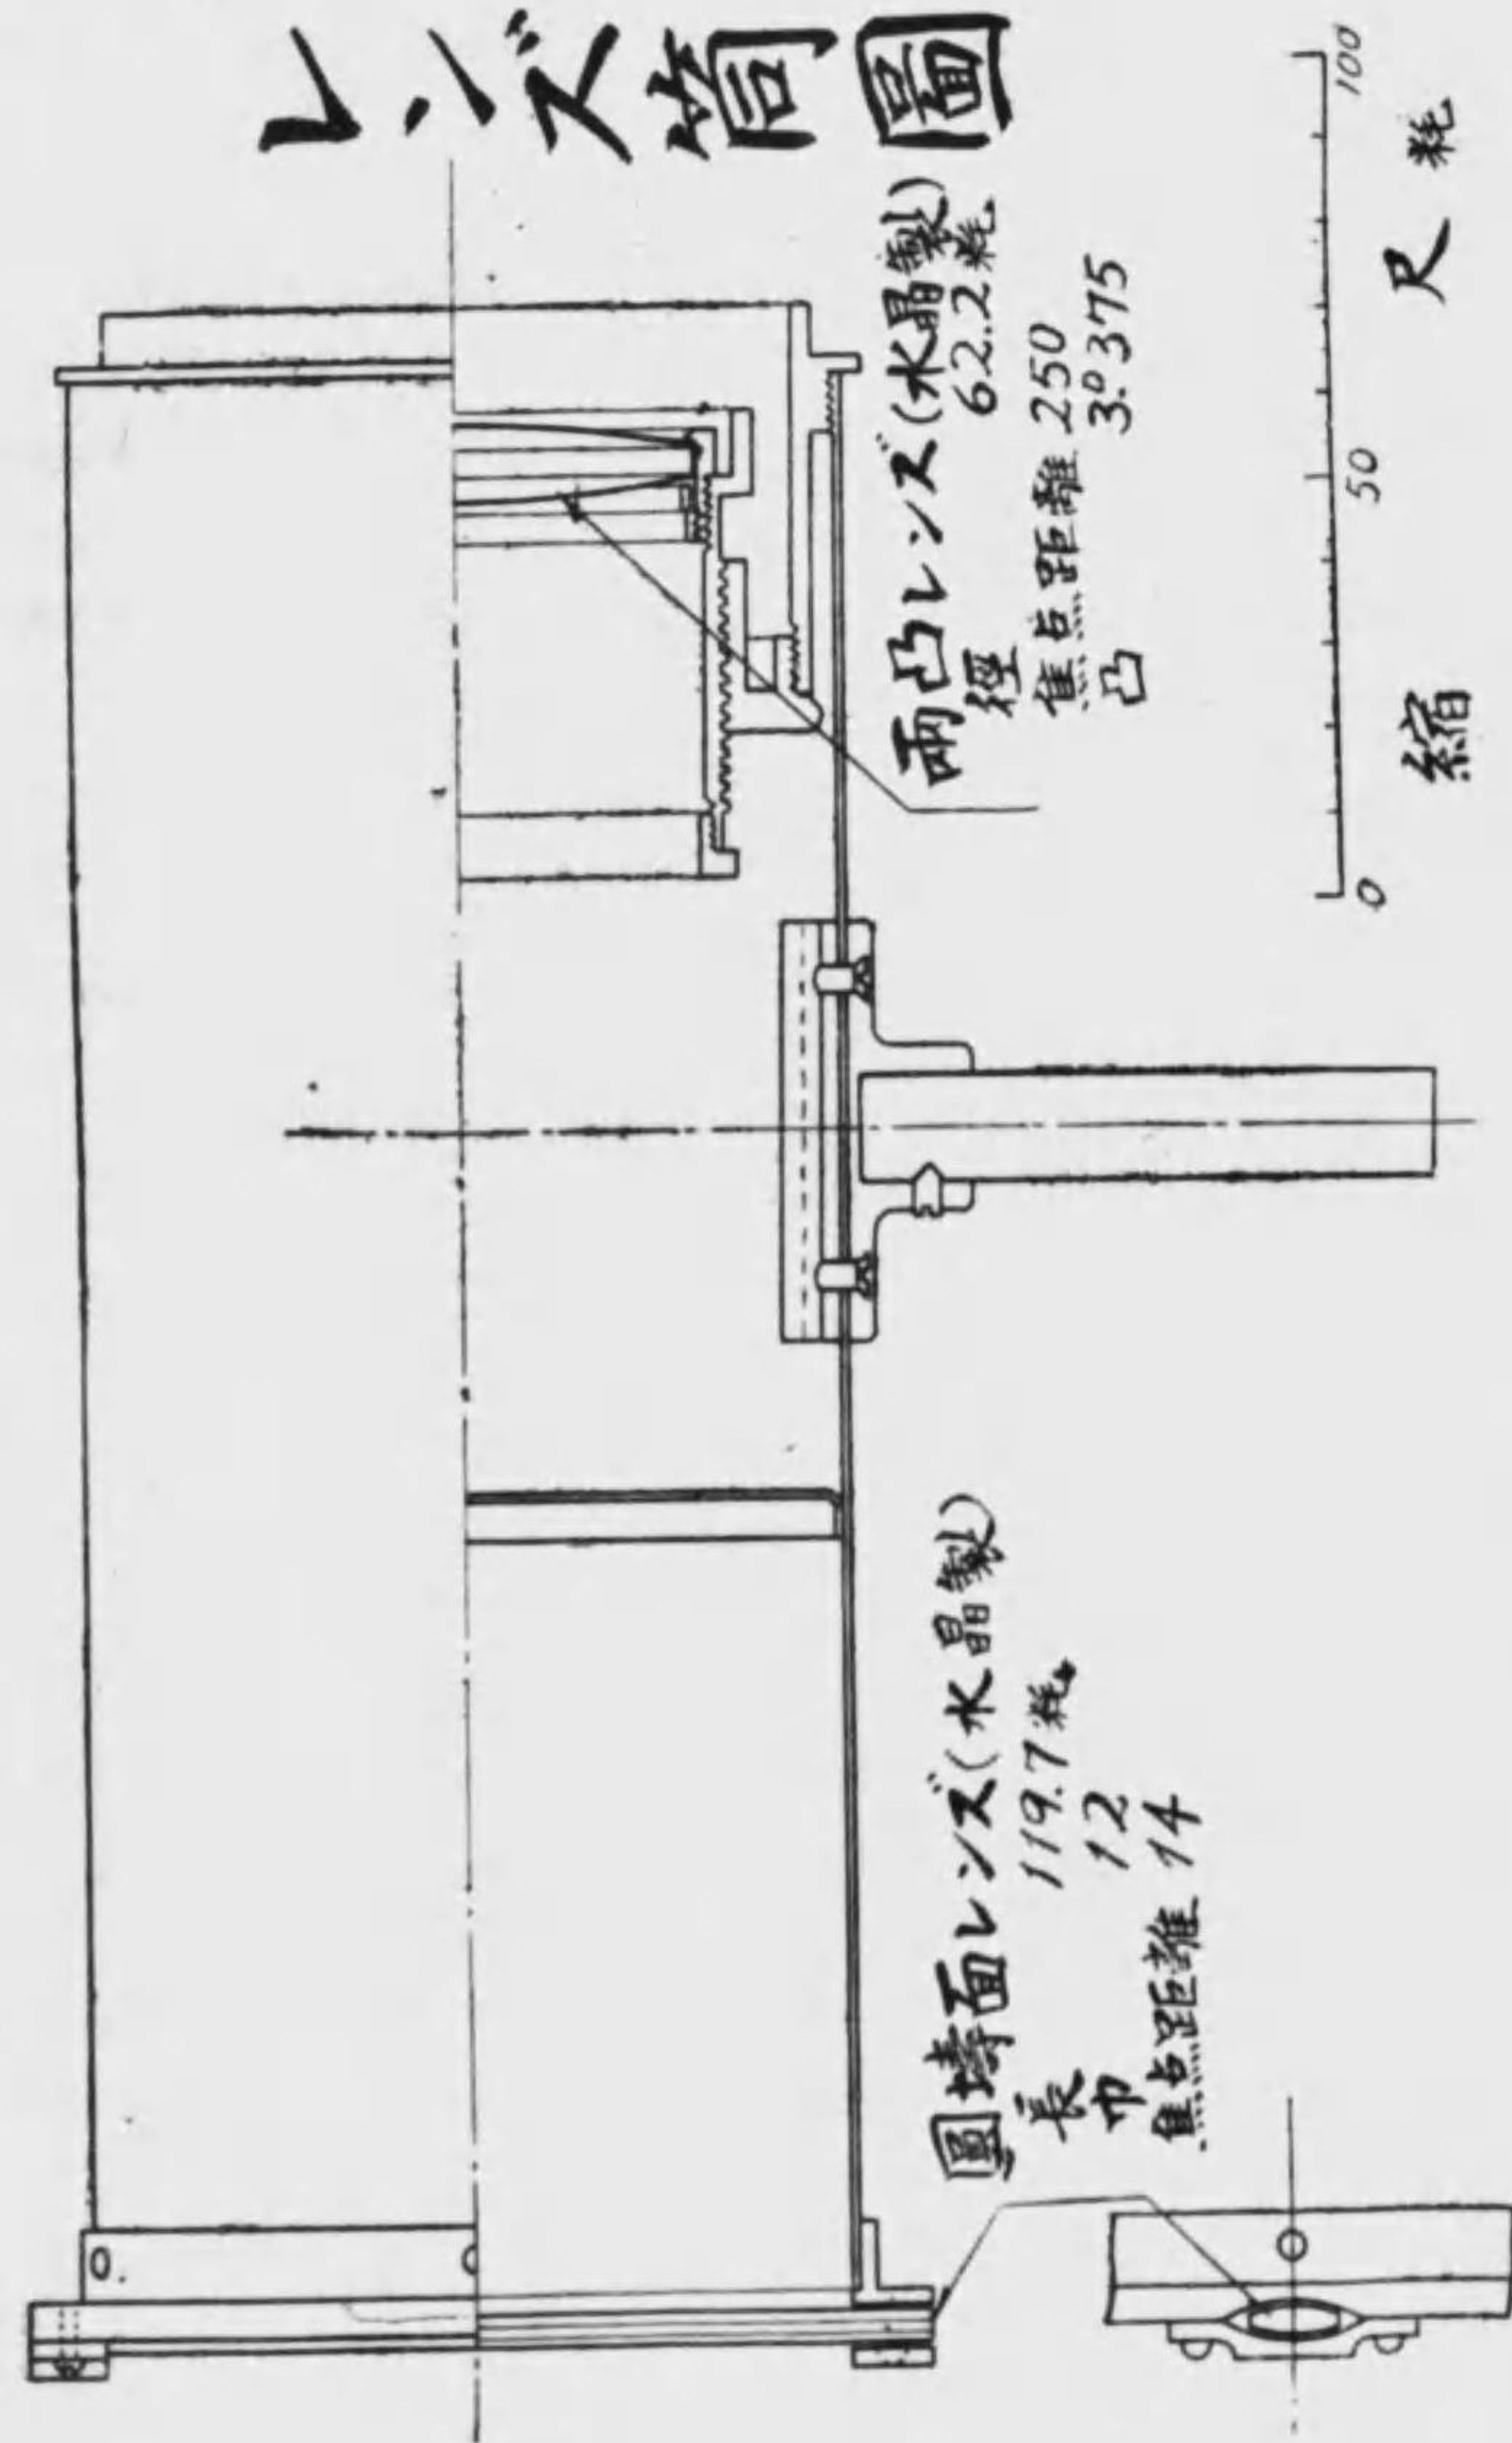 レンズ筒圖
兩凸レンズ(水晶製)
徑 62.2粍
焦点距離 250
凸 3.0375
圓壔面レンズ(水晶製)
長 119.7粍
巾 12
焦点距離 14
0 50 100
縮 尺 粍